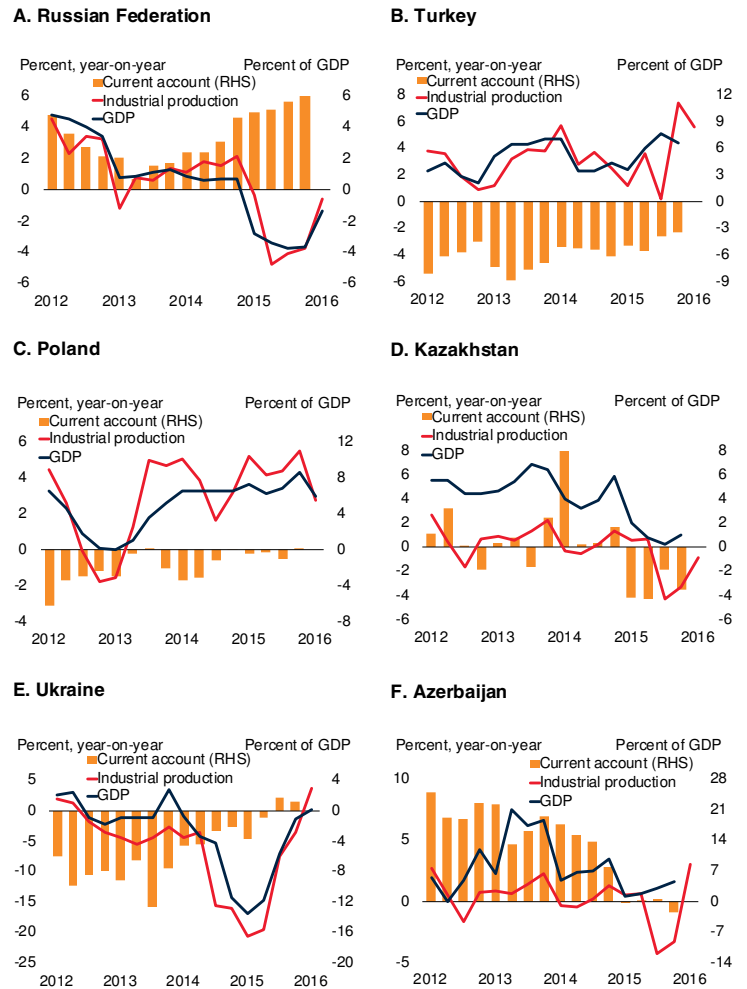 A. Russian Federation
Percent, year-on-year Percent of GDP
Current account (RHS)
Industrial production
GDP
6 6
4 4
2 2
0 0
-2 -2
-4 -4
-6 -6
2012 2013 2014 2015 2016
B. Turkey
Percent, year-on-year Percent of GDP
Current account (RHS)
Industrial production
GDP
8 12
6 9
4 6
2 3
0 0
-2 -3
-4 -6
-6 -9
2012 2013 2014 2015 2016
C. Poland
Percent, year-on-year Percent of GDP
Current account (RHS)
Industrial production
GDP
6 12
4 8
2 4
0 0
-2 -4
-4 -8
2012 2013 2014 2015 2016
D. Kazakhstan
Percent, year-on-year Percent of GDP
Current account (RHS)
Industrial production
GDP
8 8
6 6
4 4
2 2
0 0
-2 -2
-4 -4
-6 -6
2012 2013 2014 2015 2016
E. Ukraine
Percent, year-on-year Percent of GDP
Current account (RHS)
Industrial production
GDP
5 4
0 0
-5 -4
-10 -8
-15 -12
-20 -16
-25 -20
2012 2013 2014 2015 2016
F. Azerbaijan
Percent, year-on-year Percent of GDP
Current account (RHS)
Industrial production
GDP
10 28
21
5 14
7
0 0
-7
-5 -14
2012 2013 2014 2015 2016